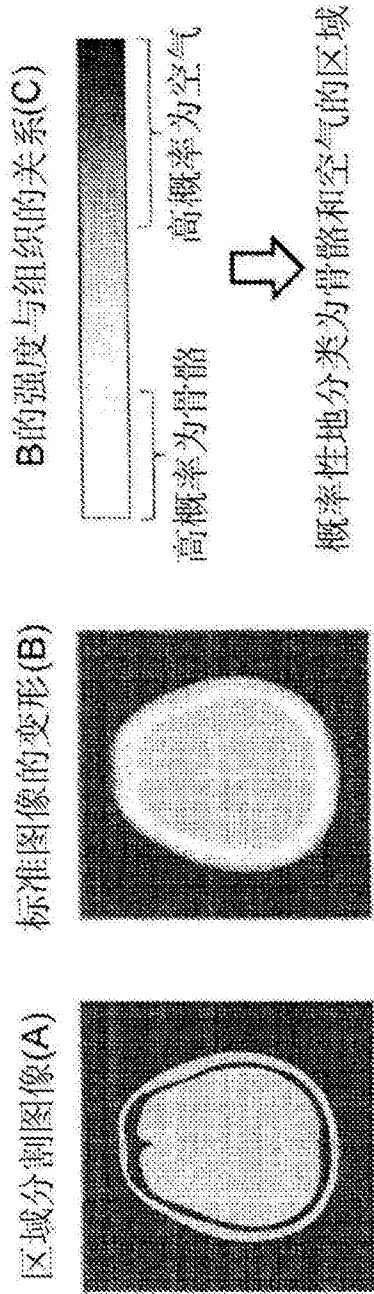 区域分割图像(A)
标准图像的变形(B)
B的强度与组织的关系(C)
高概率为骨骼
高概率为空气
概率性地分类为骨骼和空气的区域